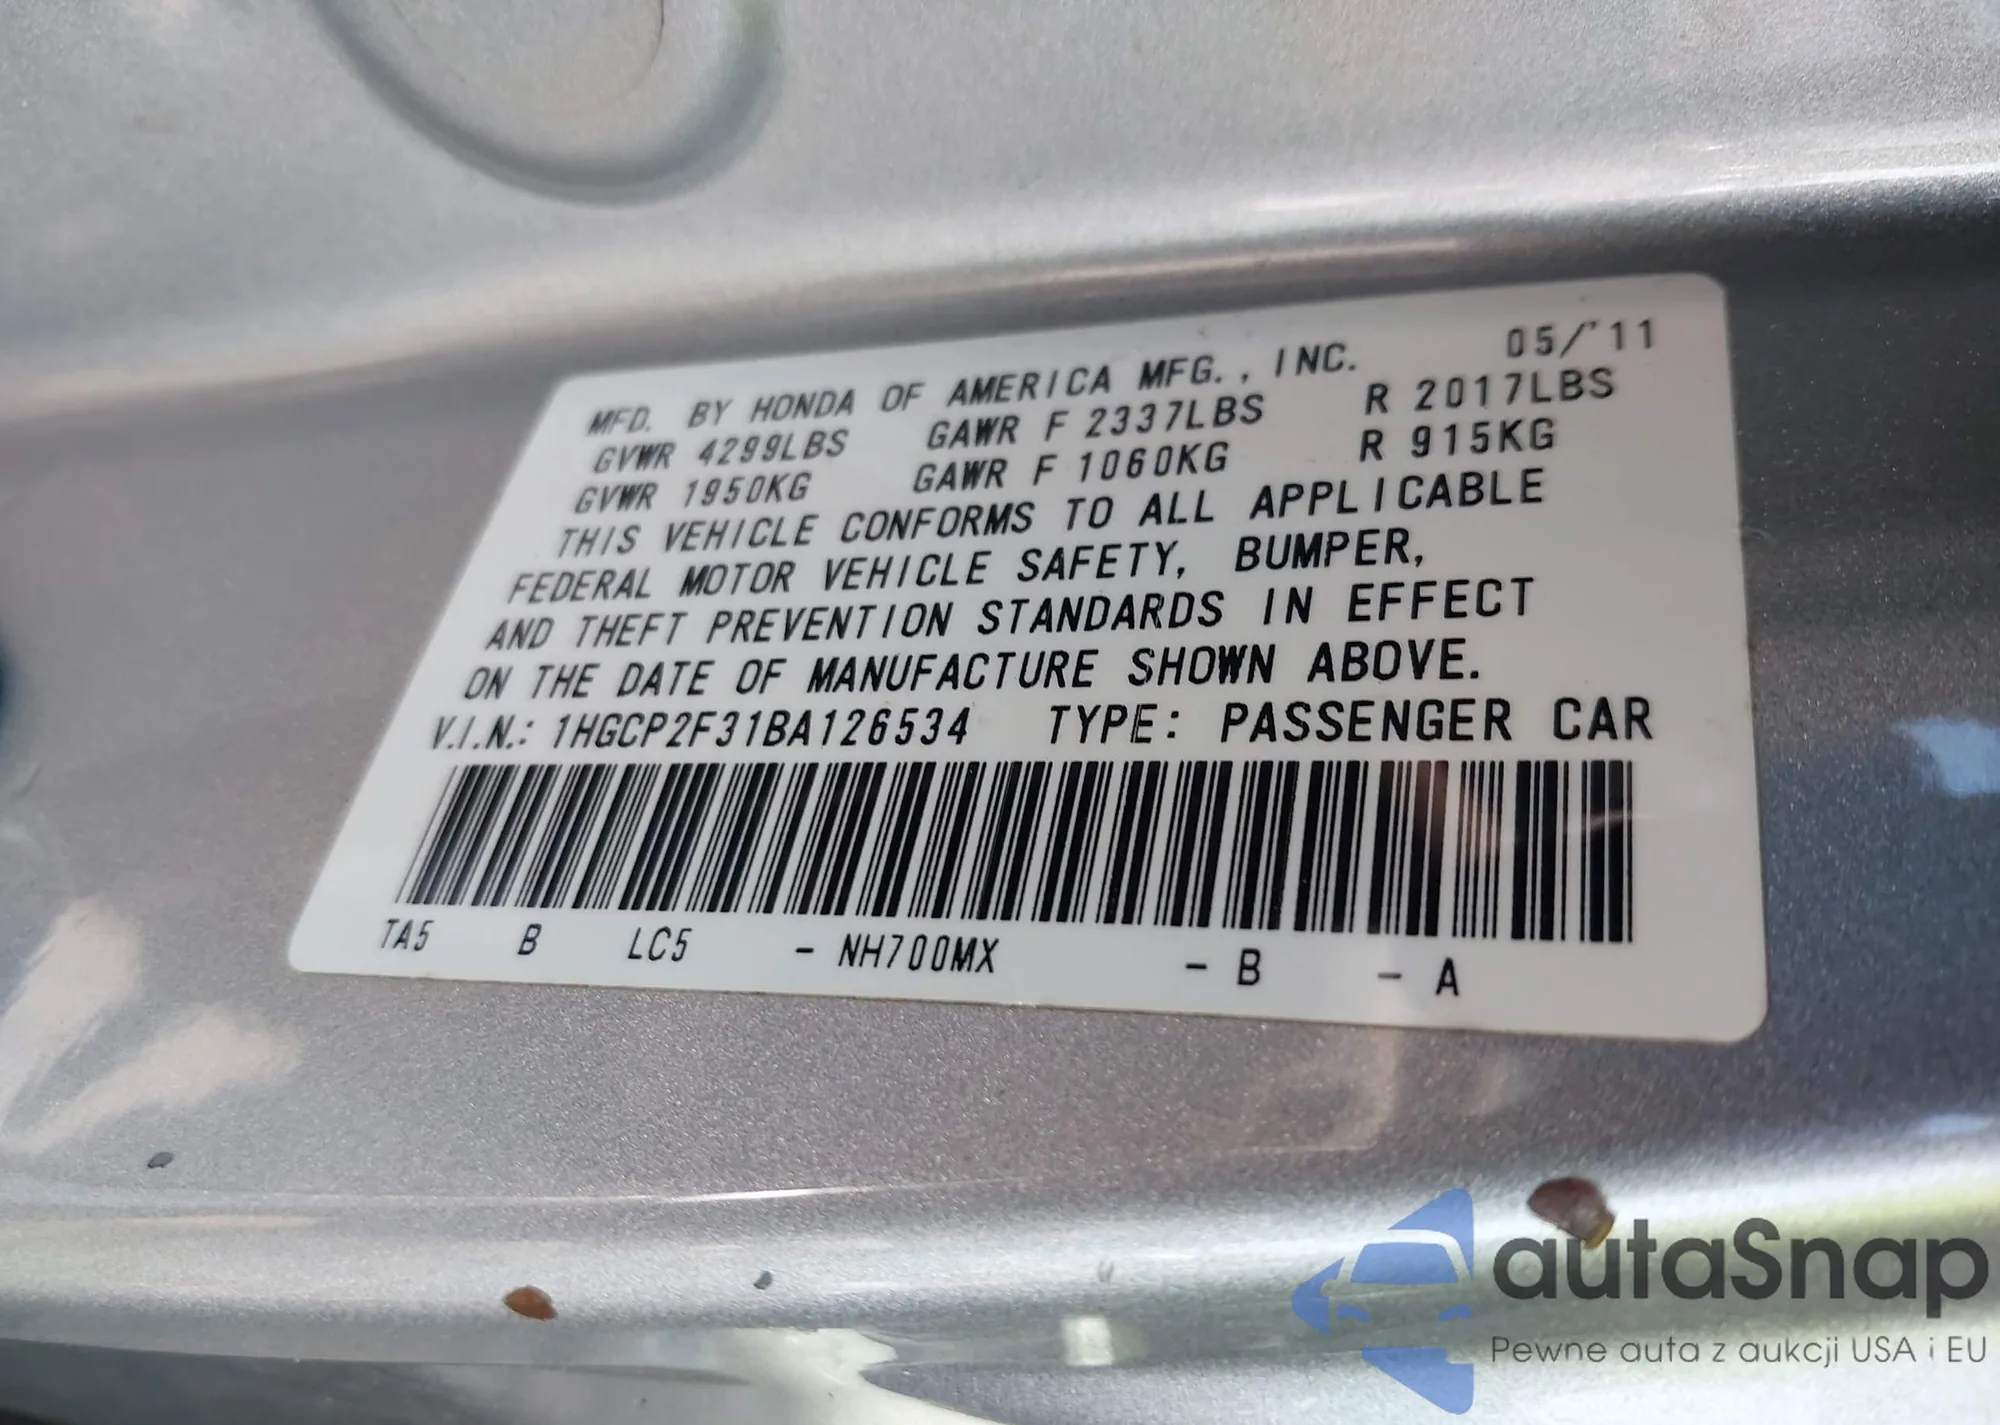 MFD. BY HONDA OF AMERICA MFG., INC. 05/'11
GVWR 4299LBS GAWR F 2337LBS R 2017LBS
GVWR 1950KG GAWR F 1060KG R 915KG
THIS VEHICLE CONFORMS TO ALL APPLICABLE
FEDERAL MOTOR VEHICLE SAFETY, BUMPER,
AND THEFT PREVENTION STANDARDS IN EFFECT
ON THE DATE OF MANUFACTURE SHOWN ABOVE.
V.I.N.: 1HGCP2F31BA126534 TYPE: PASSENGER CAR
TA5 B LC5 - NH700MX - B - A
autaSnap
Pewne auta z aukcji USA i EU